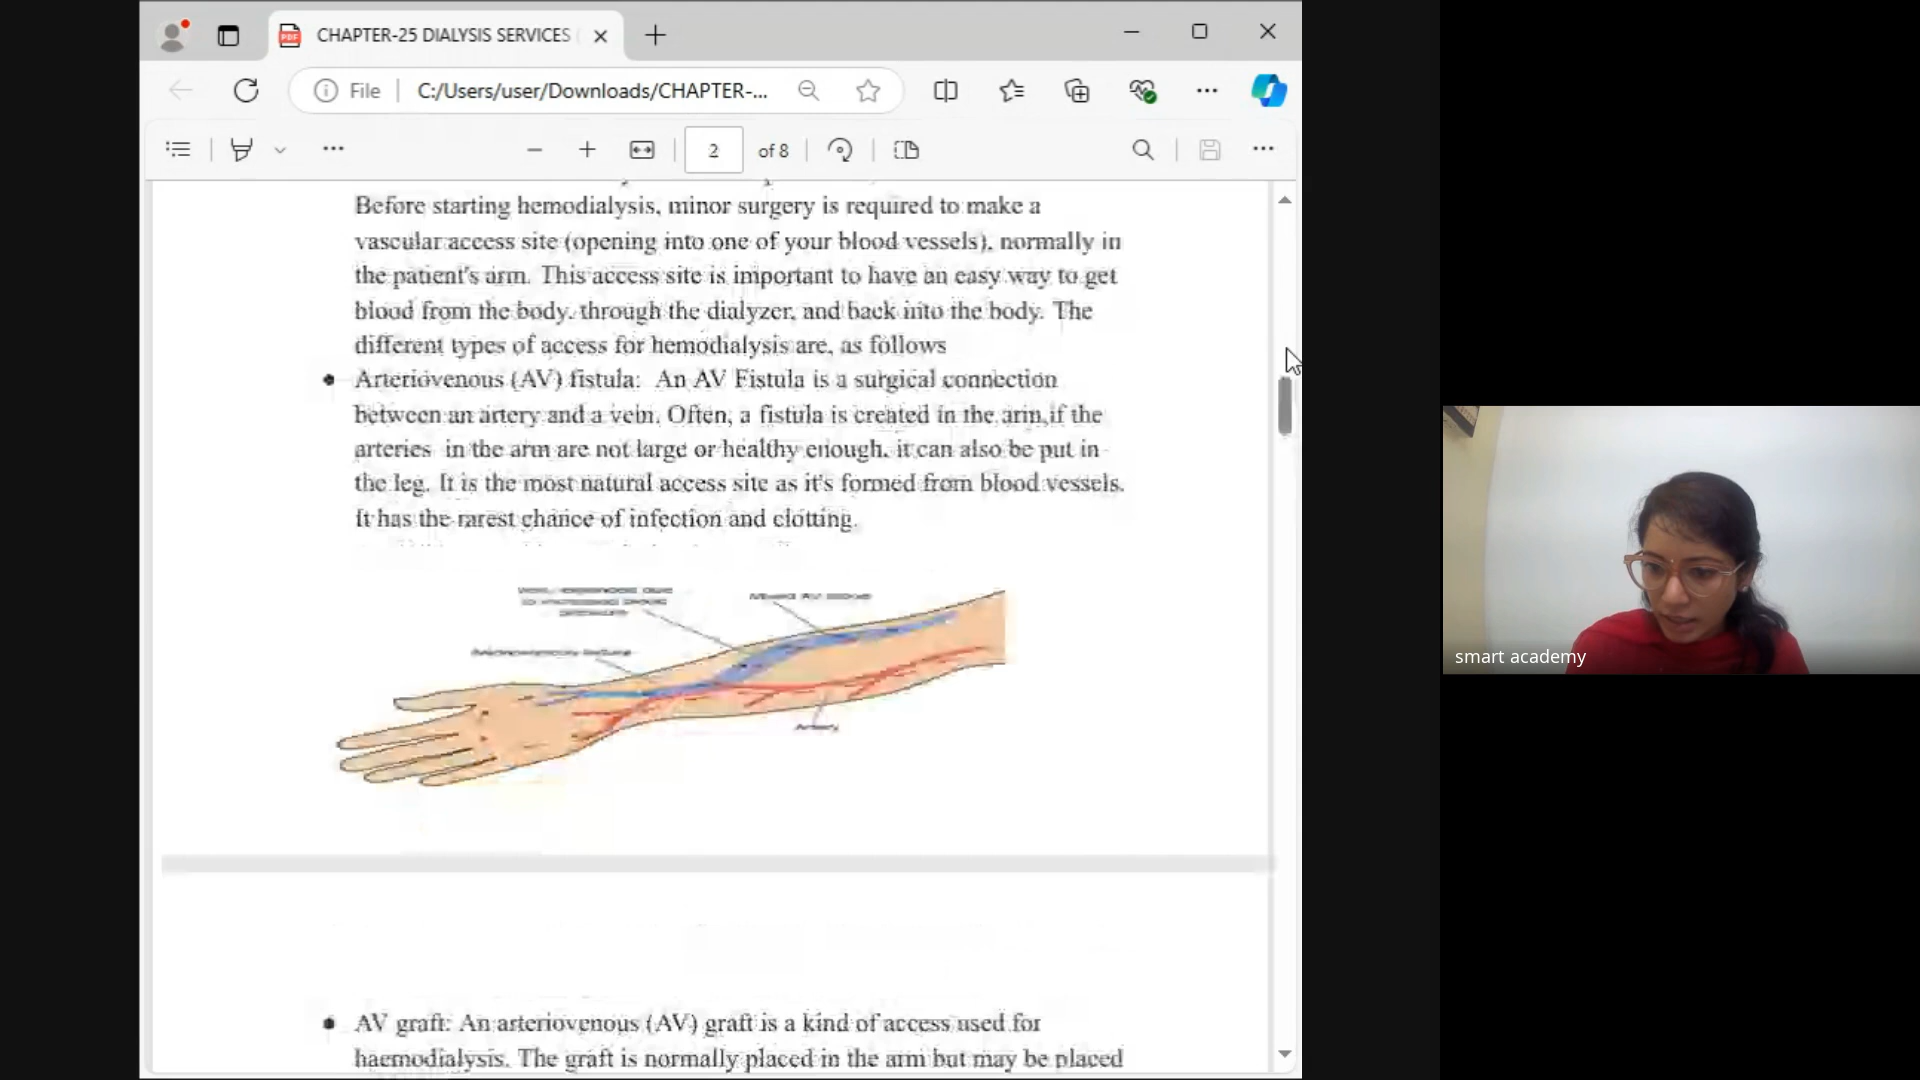 CHAPTER-25 DIALYSIS SERVICES (
File
C:/Users/user/Downloads/CHAPTER-...
2 of 8
Before starting hemodialysis, minor surgery is required to make a
vascular access site (opening into one of your blood vessels), normally in
the patient's arm. This access site is important to have an easy way to get
blood from the body, through the dialyzer, and back into the body. The
different types of access for hemodialysis are, as follows
• Arteriovenous (AV) fistula: An AV Fistula is a surgical connection
between an artery and a vein. Often, a fistula is created in the arm,if the
arteries in the arm are not large or healthy enough, it can also be put in
the leg. It is the most natural access site as it's formed from blood vessels.
It has the rarest chance of infection and clotting.
Artery
• AV graft: An arteriovenous (AV) graft is a kind of access used for
haemodialysis. The graft is normally placed in the arm but may be placed
smart academy